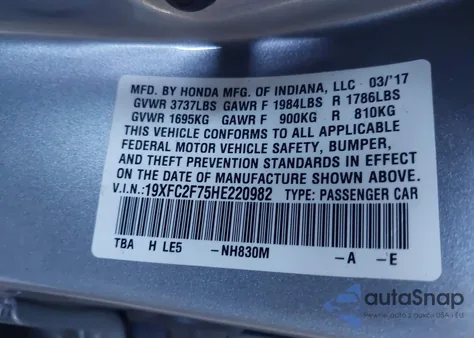 MFD. BY HONDA MFG. OF INDIANA, LLC 03/'17
GVWR 3737LBS GAWR F 1984LBS R 1786LBS
GVWR 1695KG GAWR F 900KG R 810KG
THIS VEHICLE CONFORMS TO ALL APPLICABLE
FEDERAL MOTOR VEHICLE SAFETY, BUMPER,
AND THEFT PREVENTION STANDARDS IN EFFECT
ON THE DATE OF MANUFACTURE SHOWN ABOVE.
V.I.N.: 19XFC2F75HE220982 TYPE: PASSENGER CAR
TBA H LE5 -NH830M -A -E
autoSnap